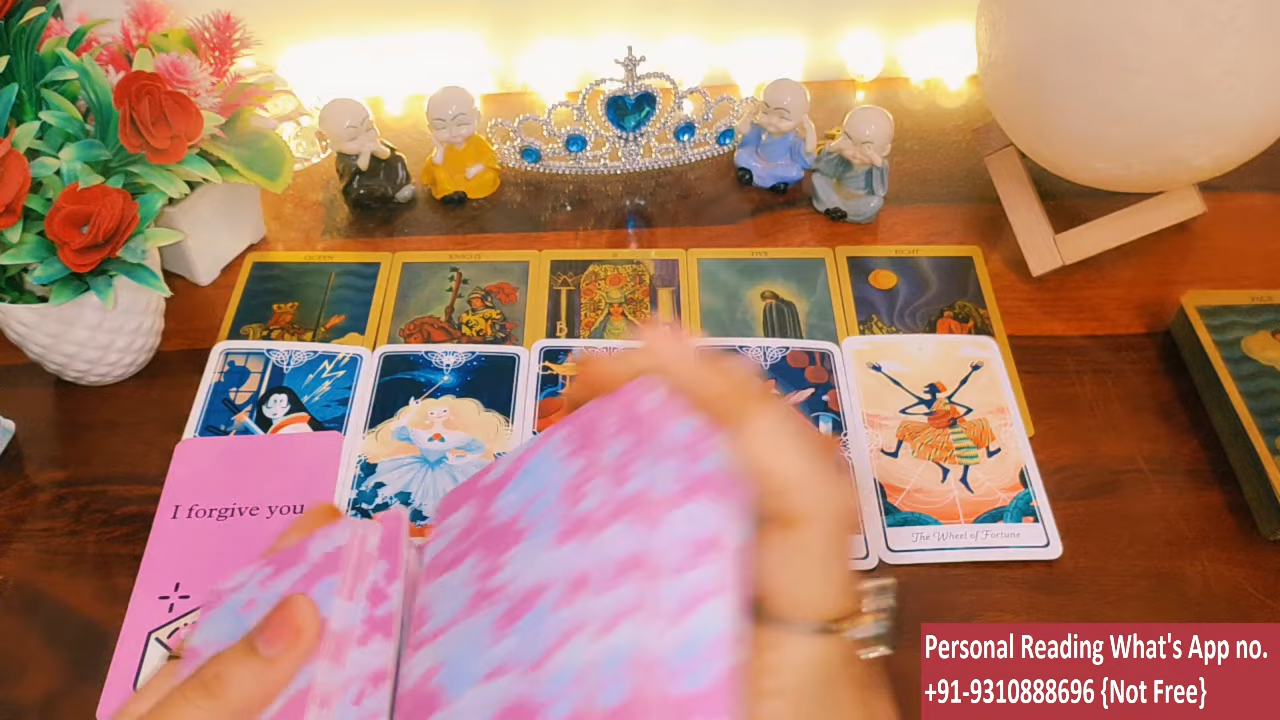 QUEEN
KNIGHT
II
FIVE
EIGHT
I forgive you
The Wheel of Fortune
Personal Reading What's App no.
+91-9310888696 {Not Free}